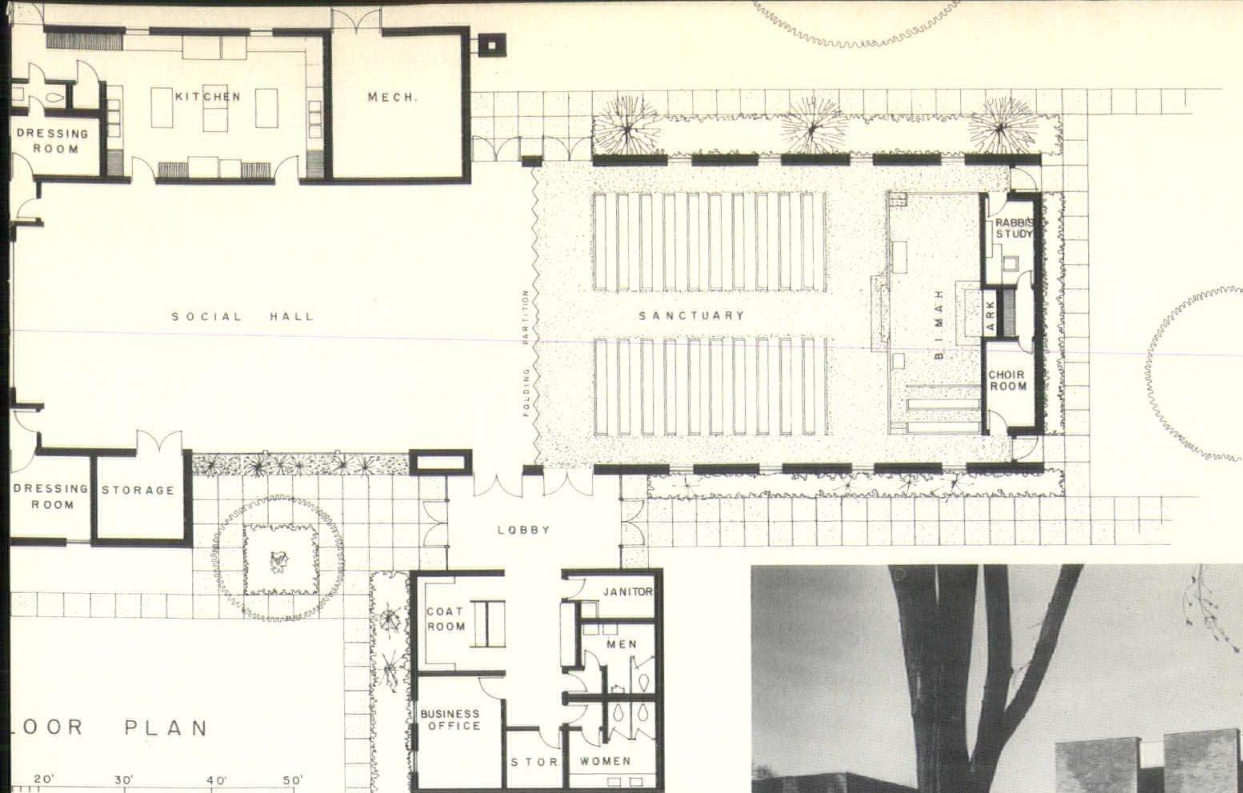 KITCHEN
MECH.
DRESSING
ROOM
RABBI'S
STUDY
SOCIAL HALL
FOLDING PARTITION
SANCTUARY
BIMAH
ARK
CHOIR
ROOM
DRESSING
ROOM
STORAGE
LOBBY
COAT
ROOM
JANITOR
MEN
BUSINESS
OFFICE
STOR
WOMEN
LOOR PLAN
20' 30' 40' 50'